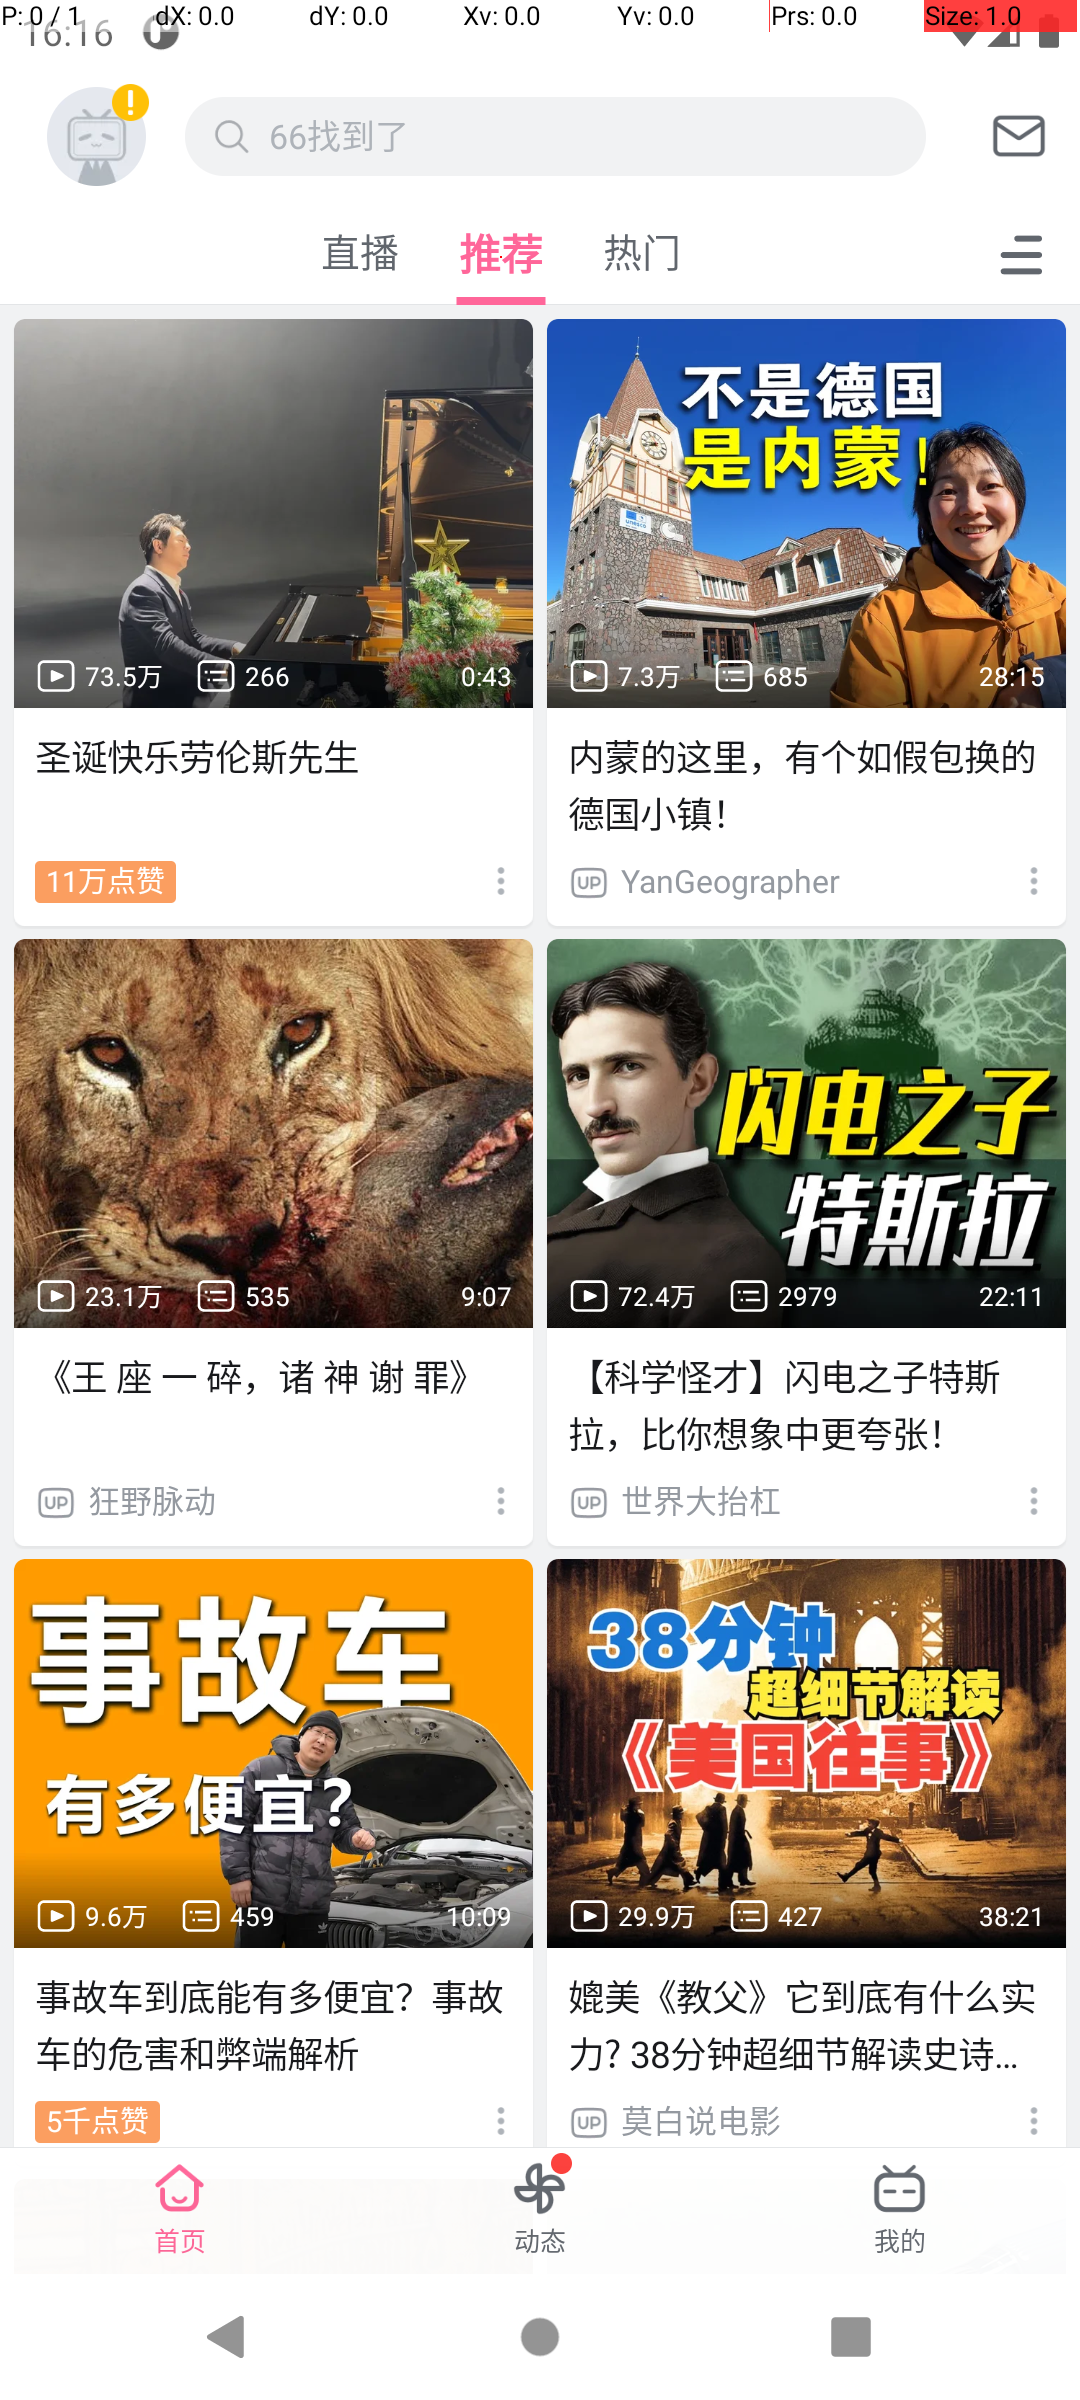 P: 0 / 1 dX: 0.0 dY: 0.0 Xv: 0.0 Yv: 0.0 Prs: 0.0 Size: 1.0
16:16
66找到了
直播 推荐 热门
不是德国
是内蒙！
73.5万 266 0:43
7.3万 685 28:15
圣诞快乐劳伦斯先生
内蒙的这里，有个如假包换的
德国小镇！
11万点赞
UP YanGeographer
闪电之子
特斯拉
23.1万 535 9:07
72.4万 2979 22:11
《王 座 一 碎，诸 神 谢 罪》
【科学怪才】闪电之子特斯
拉，比你想象中更夸张！
UP 狂野脉动
UP 世界大抬杠
事故车
有多便宜？
38分钟
超细节解读
《美国往事》
9.6万 459 10:09
29.9万 427 38:21
事故车到底能有多便宜？事故
车的危害和弊端解析
媲美《教父》它到底有什么实
力? 38分钟超细节解读史诗...
5千点赞
UP 莫白说电影
首页 动态 我的